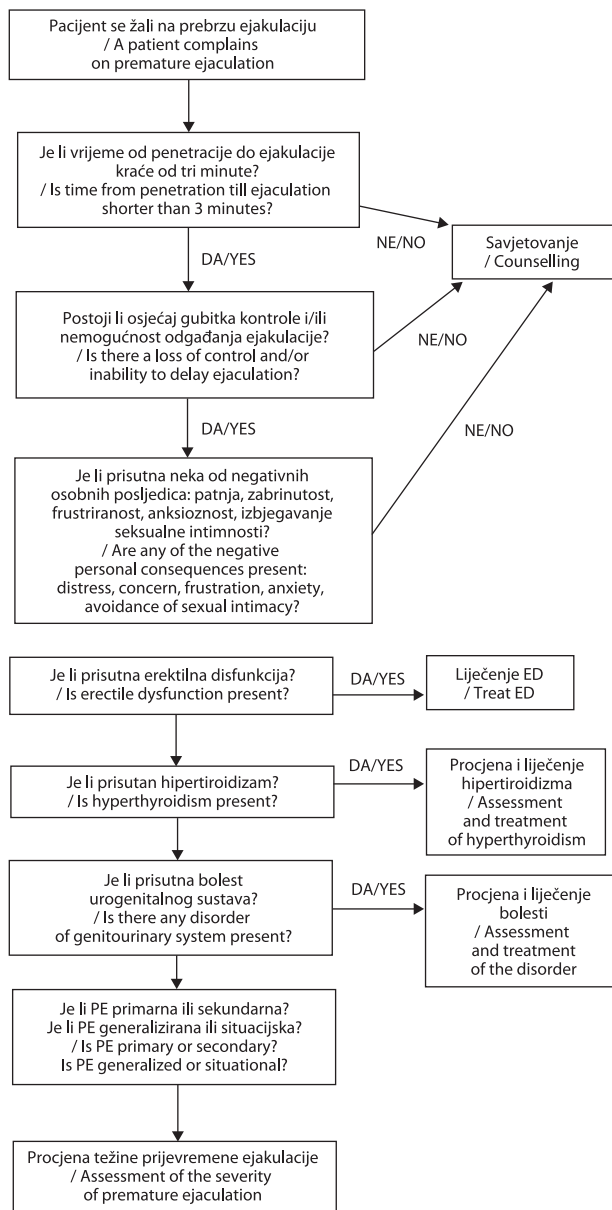 Pacijent se žali na prebrzu ejakulaciju
/ A patient complains
on premature ejaculation
Je li vrijeme od penetracije do ejakulacije
kraće od tri minute?
/ Is time from penetration till ejaculation
shorter than 3 minutes?
NE/NO
Savjetovanje
/ Counselling
DA/YES
Postoji li osjećaj gubitka kontrole i/ili
nemogućnost odgađanja ejakulacije?
/ Is there a loss of control and/or
inability to delay ejaculation?
NE/NO
DA/YES
NE/NO
Je li prisutna neka od negativnih
osobnih posljedica: patnja, zabrinutost,
frustriranost, anksioznost, izbjegavanje
seksualne intimnosti?
/ Are any of the negative
personal consequences present:
distress, concern, frustration, anxiety,
avoidance of sexual intimacy?
Je li prisutna erektilna disfunkcija?
/ Is erectile dysfunction present?
DA/YES
Liječenje ED
/ Treat ED
Je li prisutan hipertiroidizam?
/ Is hyperthyroidism present?
DA/YES
Procjena i liječenje
hipertiroidizma
/ Assessment
and treatment
of hyperthyroidism
Je li prisutna bolest
urogenitalnog sustava?
/ Is there any disorder
of genitourinary system present?
DA/YES
Procjena i liječenje
bolesti
/ Assessment
and treatment
of the disorder
Je li PE primarna ili sekundarna?
Je li PE generalizirana ili situacijska?
/ Is PE primary or secondary?
Is PE generalized or situational?
Procjena težine prijevremene ejakulacije
/ Assessment of the severity
of premature ejaculation